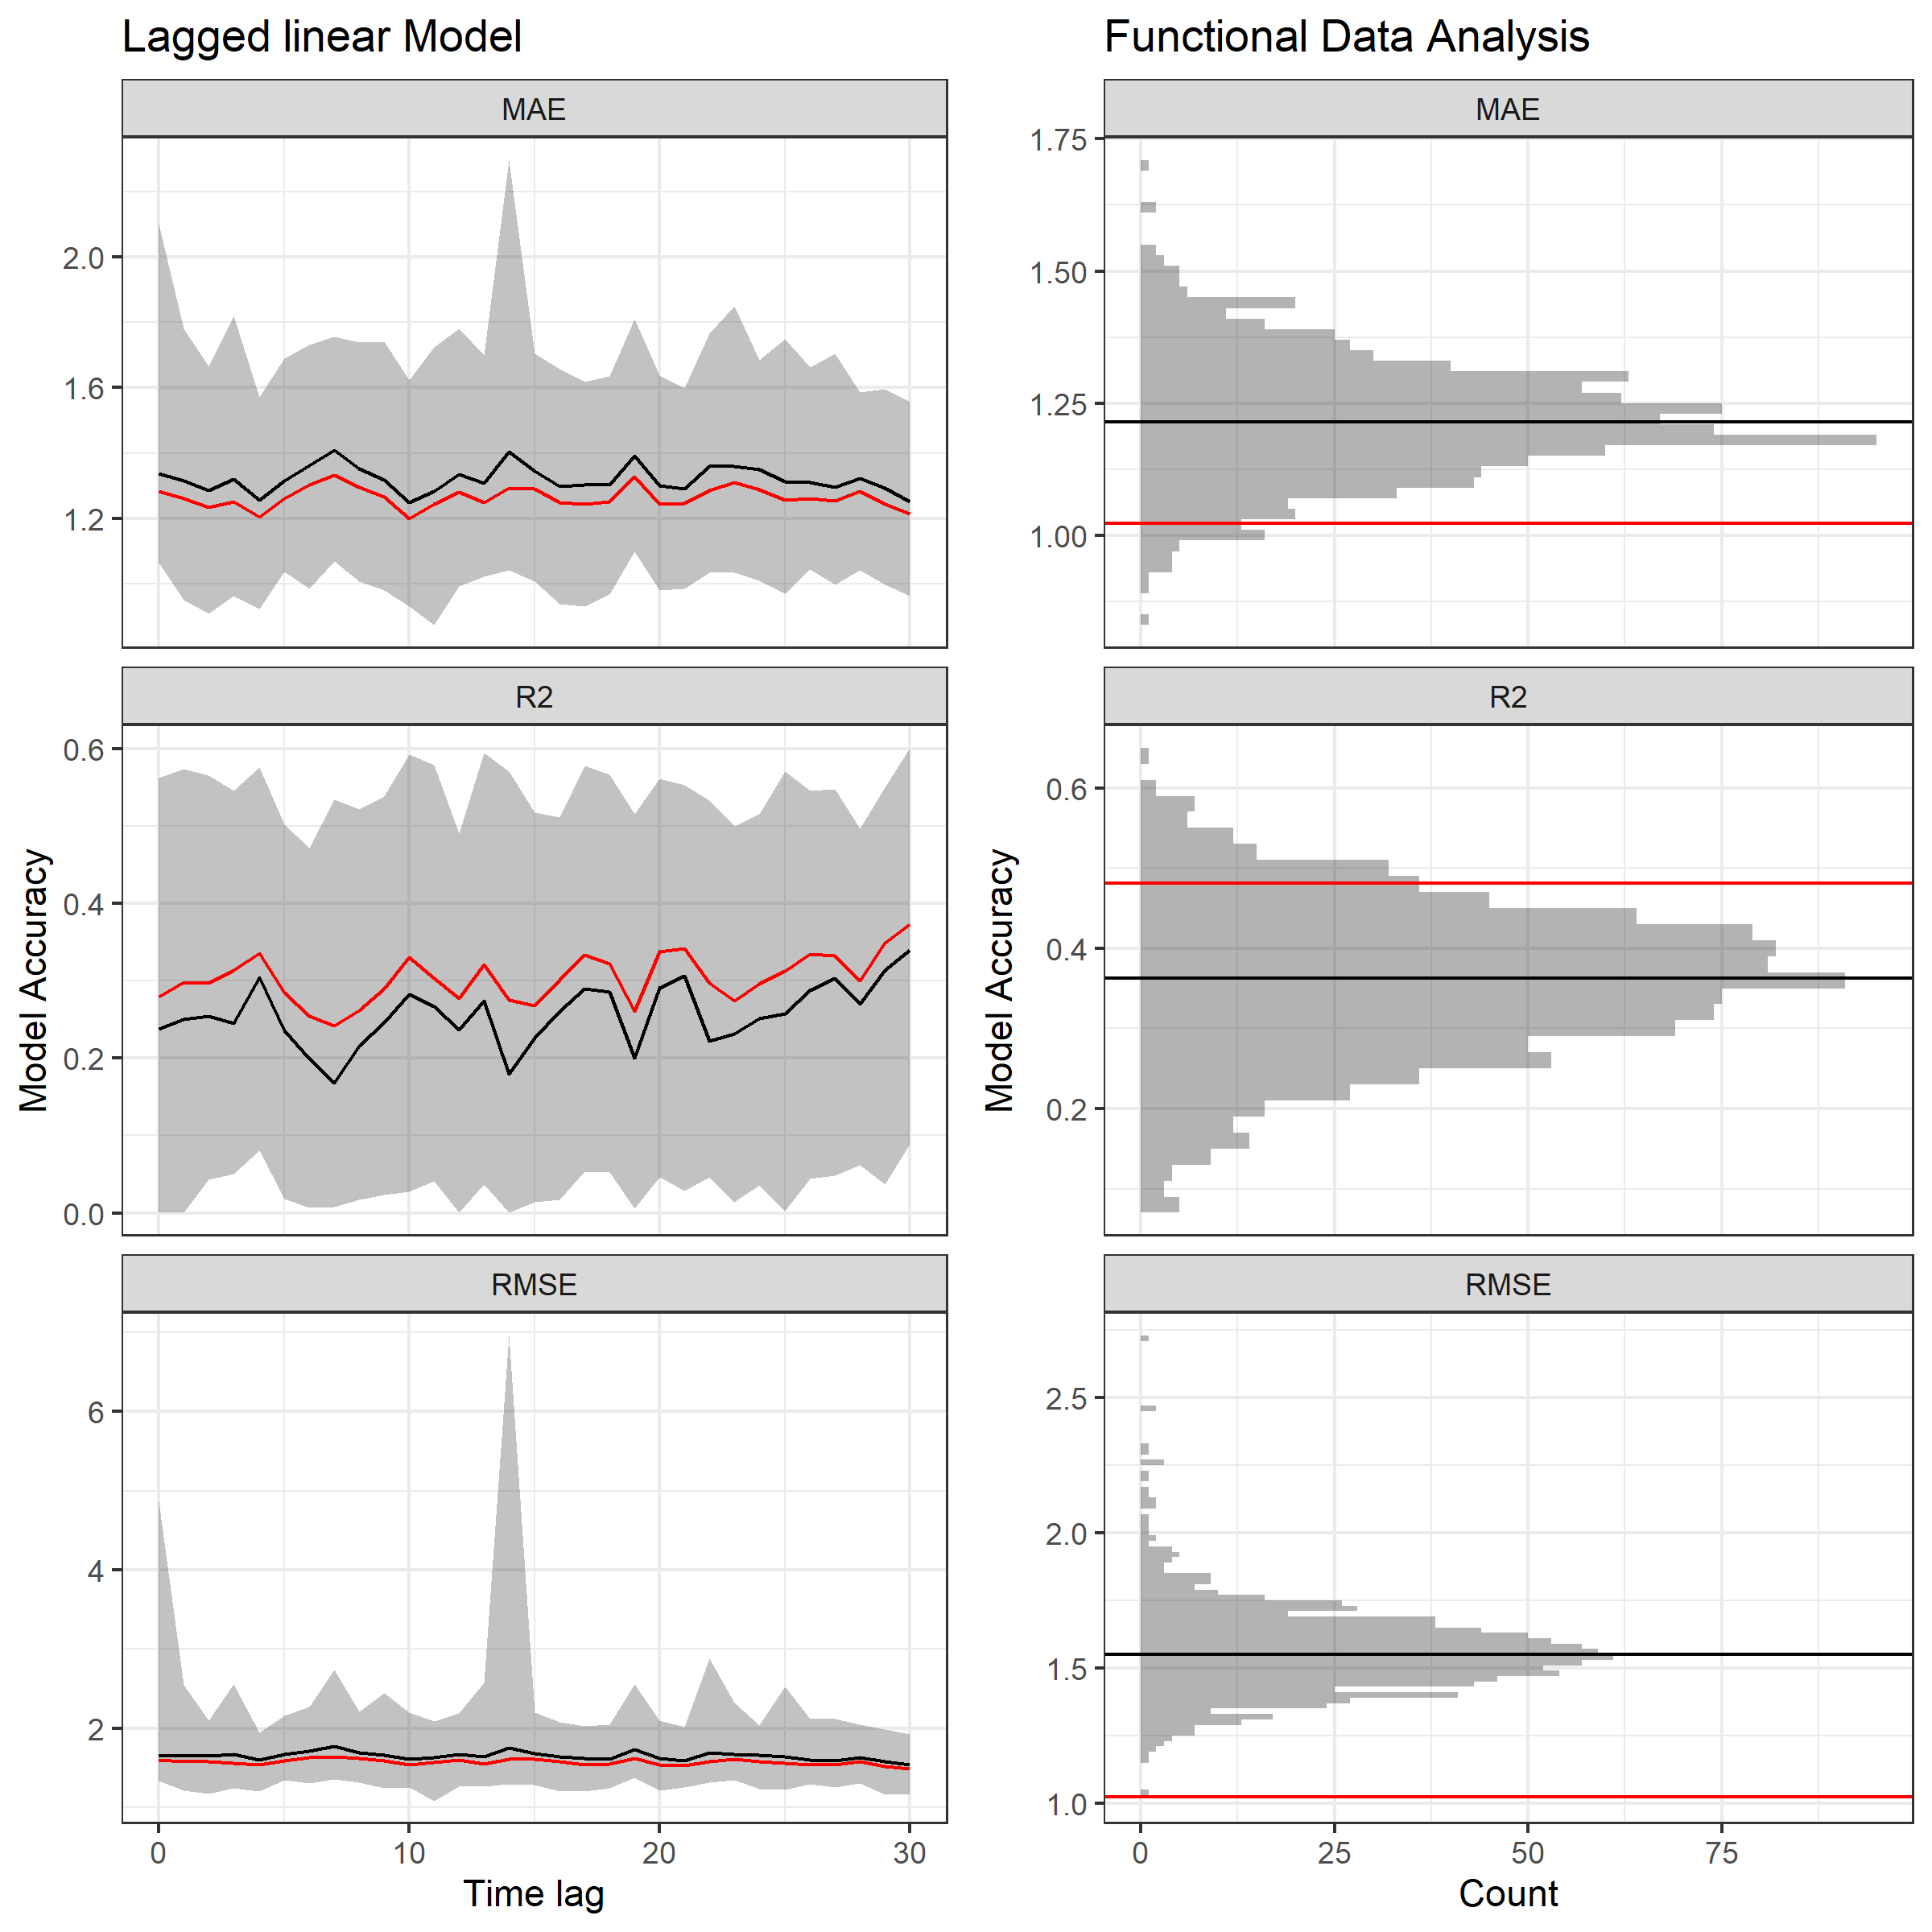 Lagged linear Model
MAE
2.0
1.6
1.2
R2
0.6
0.4
0.2
0.0
RMSE
6
4
2
0 10 20 30
Time lag
Model Accuracy
Functional Data Analysis
MAE
1.75
1.50
1.25
1.00
R2
0.6
0.4
0.2
RMSE
2.5
2.0
1.5
1.0
0 25 50 75
Count
Model Accuracy